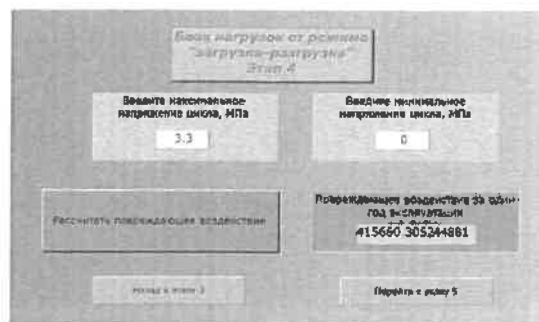 Блок нагрузок от режима
"загрузка-разгрузка"
Этап 4
Введите максимальное
напряжение цикла, МПа
3.3
Введите минимальное
напряжение цикла, МПа
0
Рассчитать повреждающее воздействие
Повреждающее воздействие за один
год эксплуатации
415660.305244881
Назад к этапу 3
Перейти к этапу 5